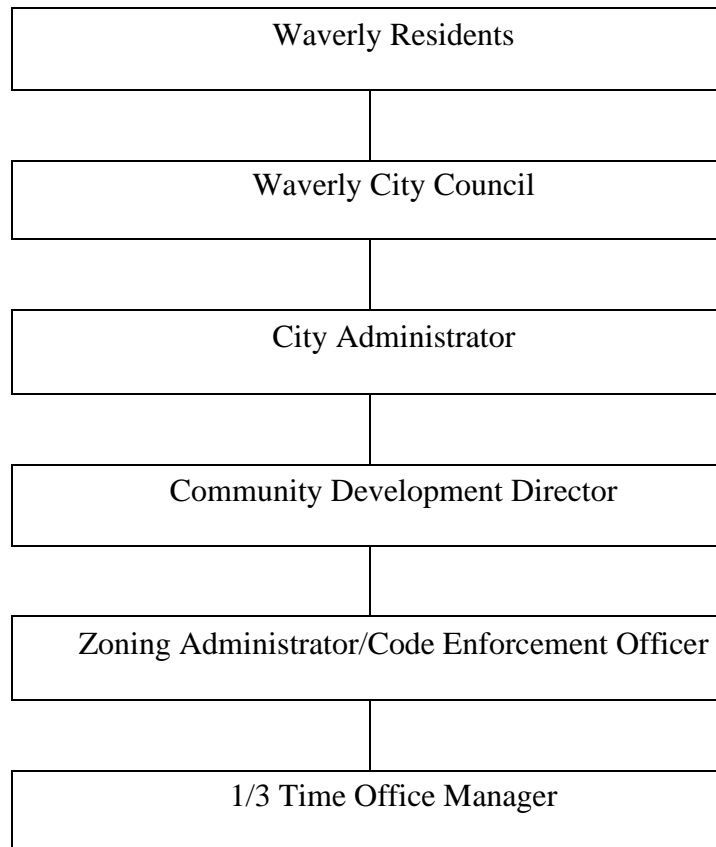 Waverly Residents
Waverly City Council
City Administrator
Community Development Director
Zoning Administrator/Code Enforcement Officer
1/3 Time Office Manager